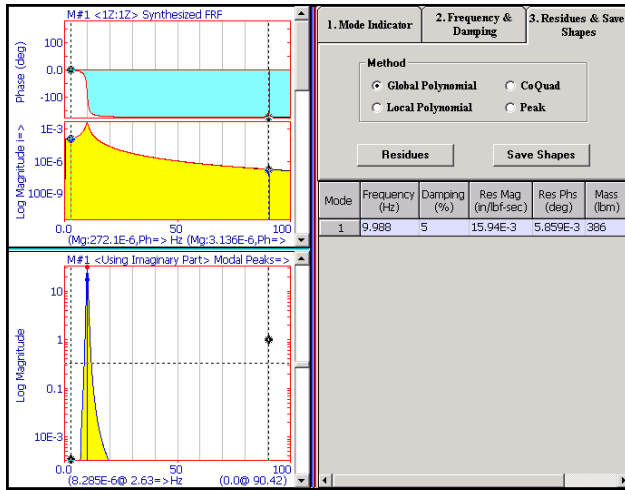 M#1 <1Z:1Z> Synthesized FRF
Phase (deg)
100
0.0
-100
Log Magnitude i=>
1E-3
10E-6
100E-9
0.0
50
100
(Mg:272.1E-6,Ph=> Hz (Mg:3.136E-6,Ph=>
M#1 <Using Imaginary Part> Modal Peaks=>
Log Magnitude
10
1
0.1
10E-3
0.0
50
100
(8.285E-6@ 2.63=>Hz (0.0@ 90.42)
1. Mode Indicator
2. Frequency & Damping
3. Residues & Save Shapes
Method
Global Polynomial
CoQuad
Local Polynomial
Peak
Residues
Save Shapes
Mode Frequency (Hz) Damping (%) Res Mag (in/lbf-sec) Res Phs (deg) Mass (lbm)
1 9.988 5 15.94E-3 5.859E-3 386